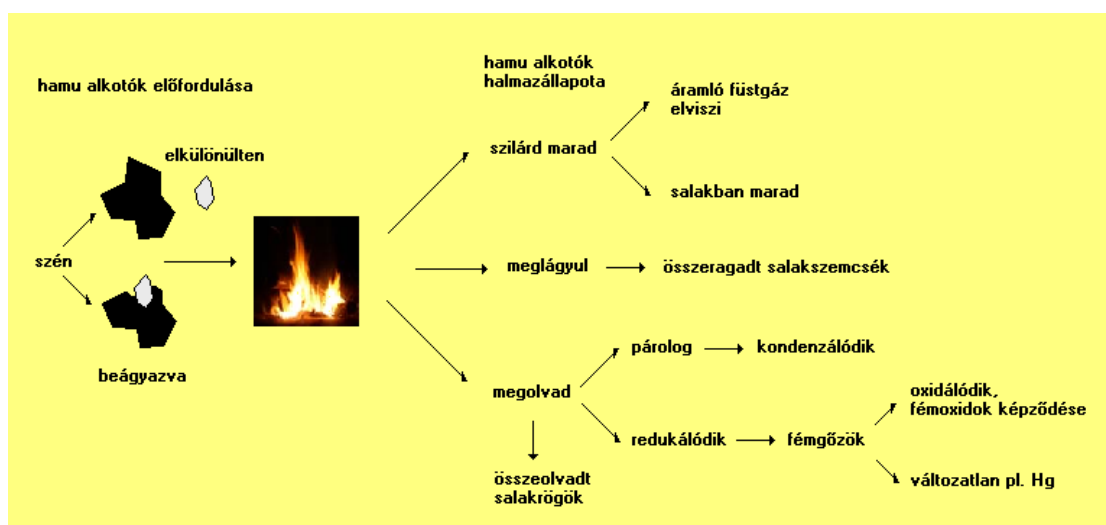 hamu alkotók előfordulása
hamu alkotók
halmazállapota
elkülönülten
szén
beágyazva
szilárd marad
áramló füstgáz
elviszi
salakban marad
meglágyul
összeragadt salakszemcsék
megolvad
párolog
kondenzálódik
redukálódik
fémgőzök
oxidálódik,
fémoxidok képződése
változatlan pl. Hg
összeolvadt
salakrögök